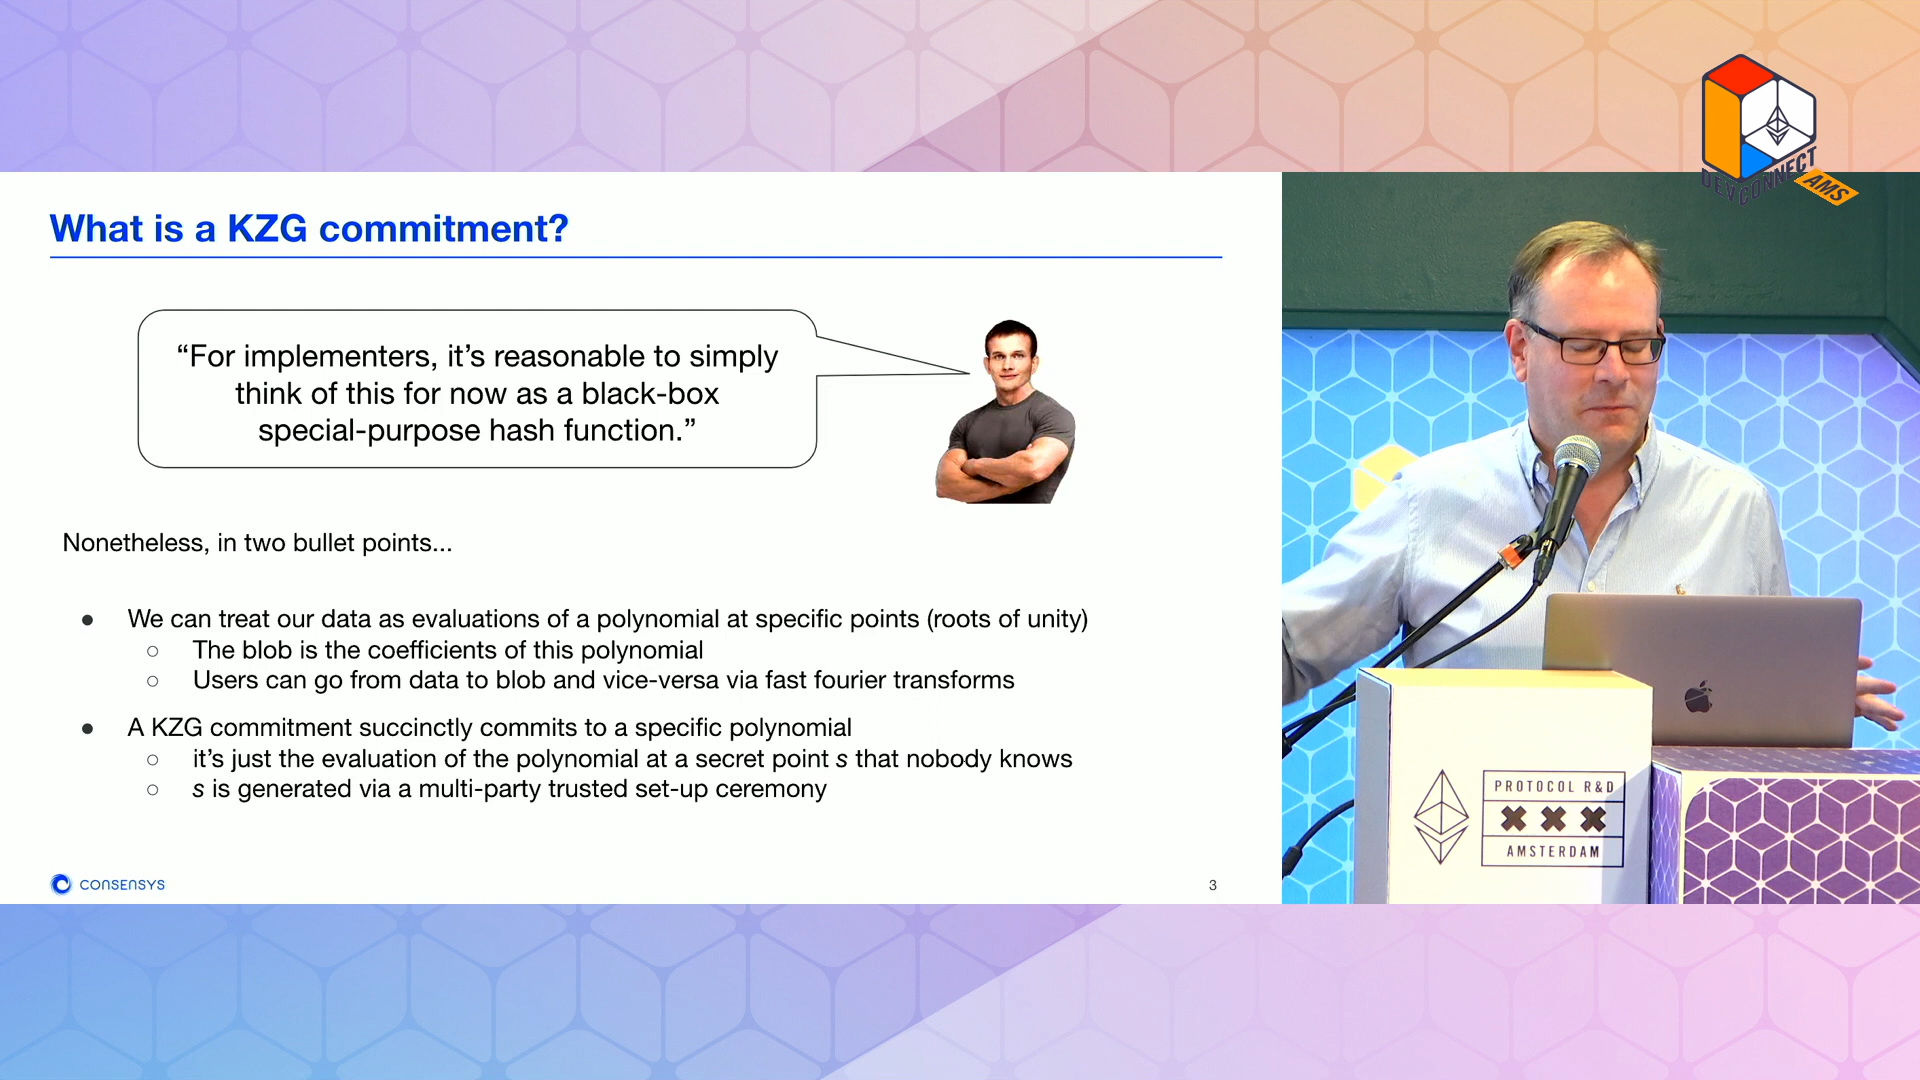 DEVCONNECT
AMS
What is a KZG commitment?
“For implementers, it’s reasonable to simply
think of this for now as a black-box
special-purpose hash function.”
Nonetheless, in two bullet points...
● We can treat our data as evaluations of a polynomial at specific points (roots of unity)
○ The blob is the coefficients of this polynomial
○ Users can go from data to blob and vice-versa via fast fourier transforms
● A KZG commitment succinctly commits to a specific polynomial
○ it’s just the evaluation of the polynomial at a secret point s that nobody knows
○ s is generated via a multi-party trusted set-up ceremony
CONSENSYS
3
PROTOCOL R&D
AMSTERDAM